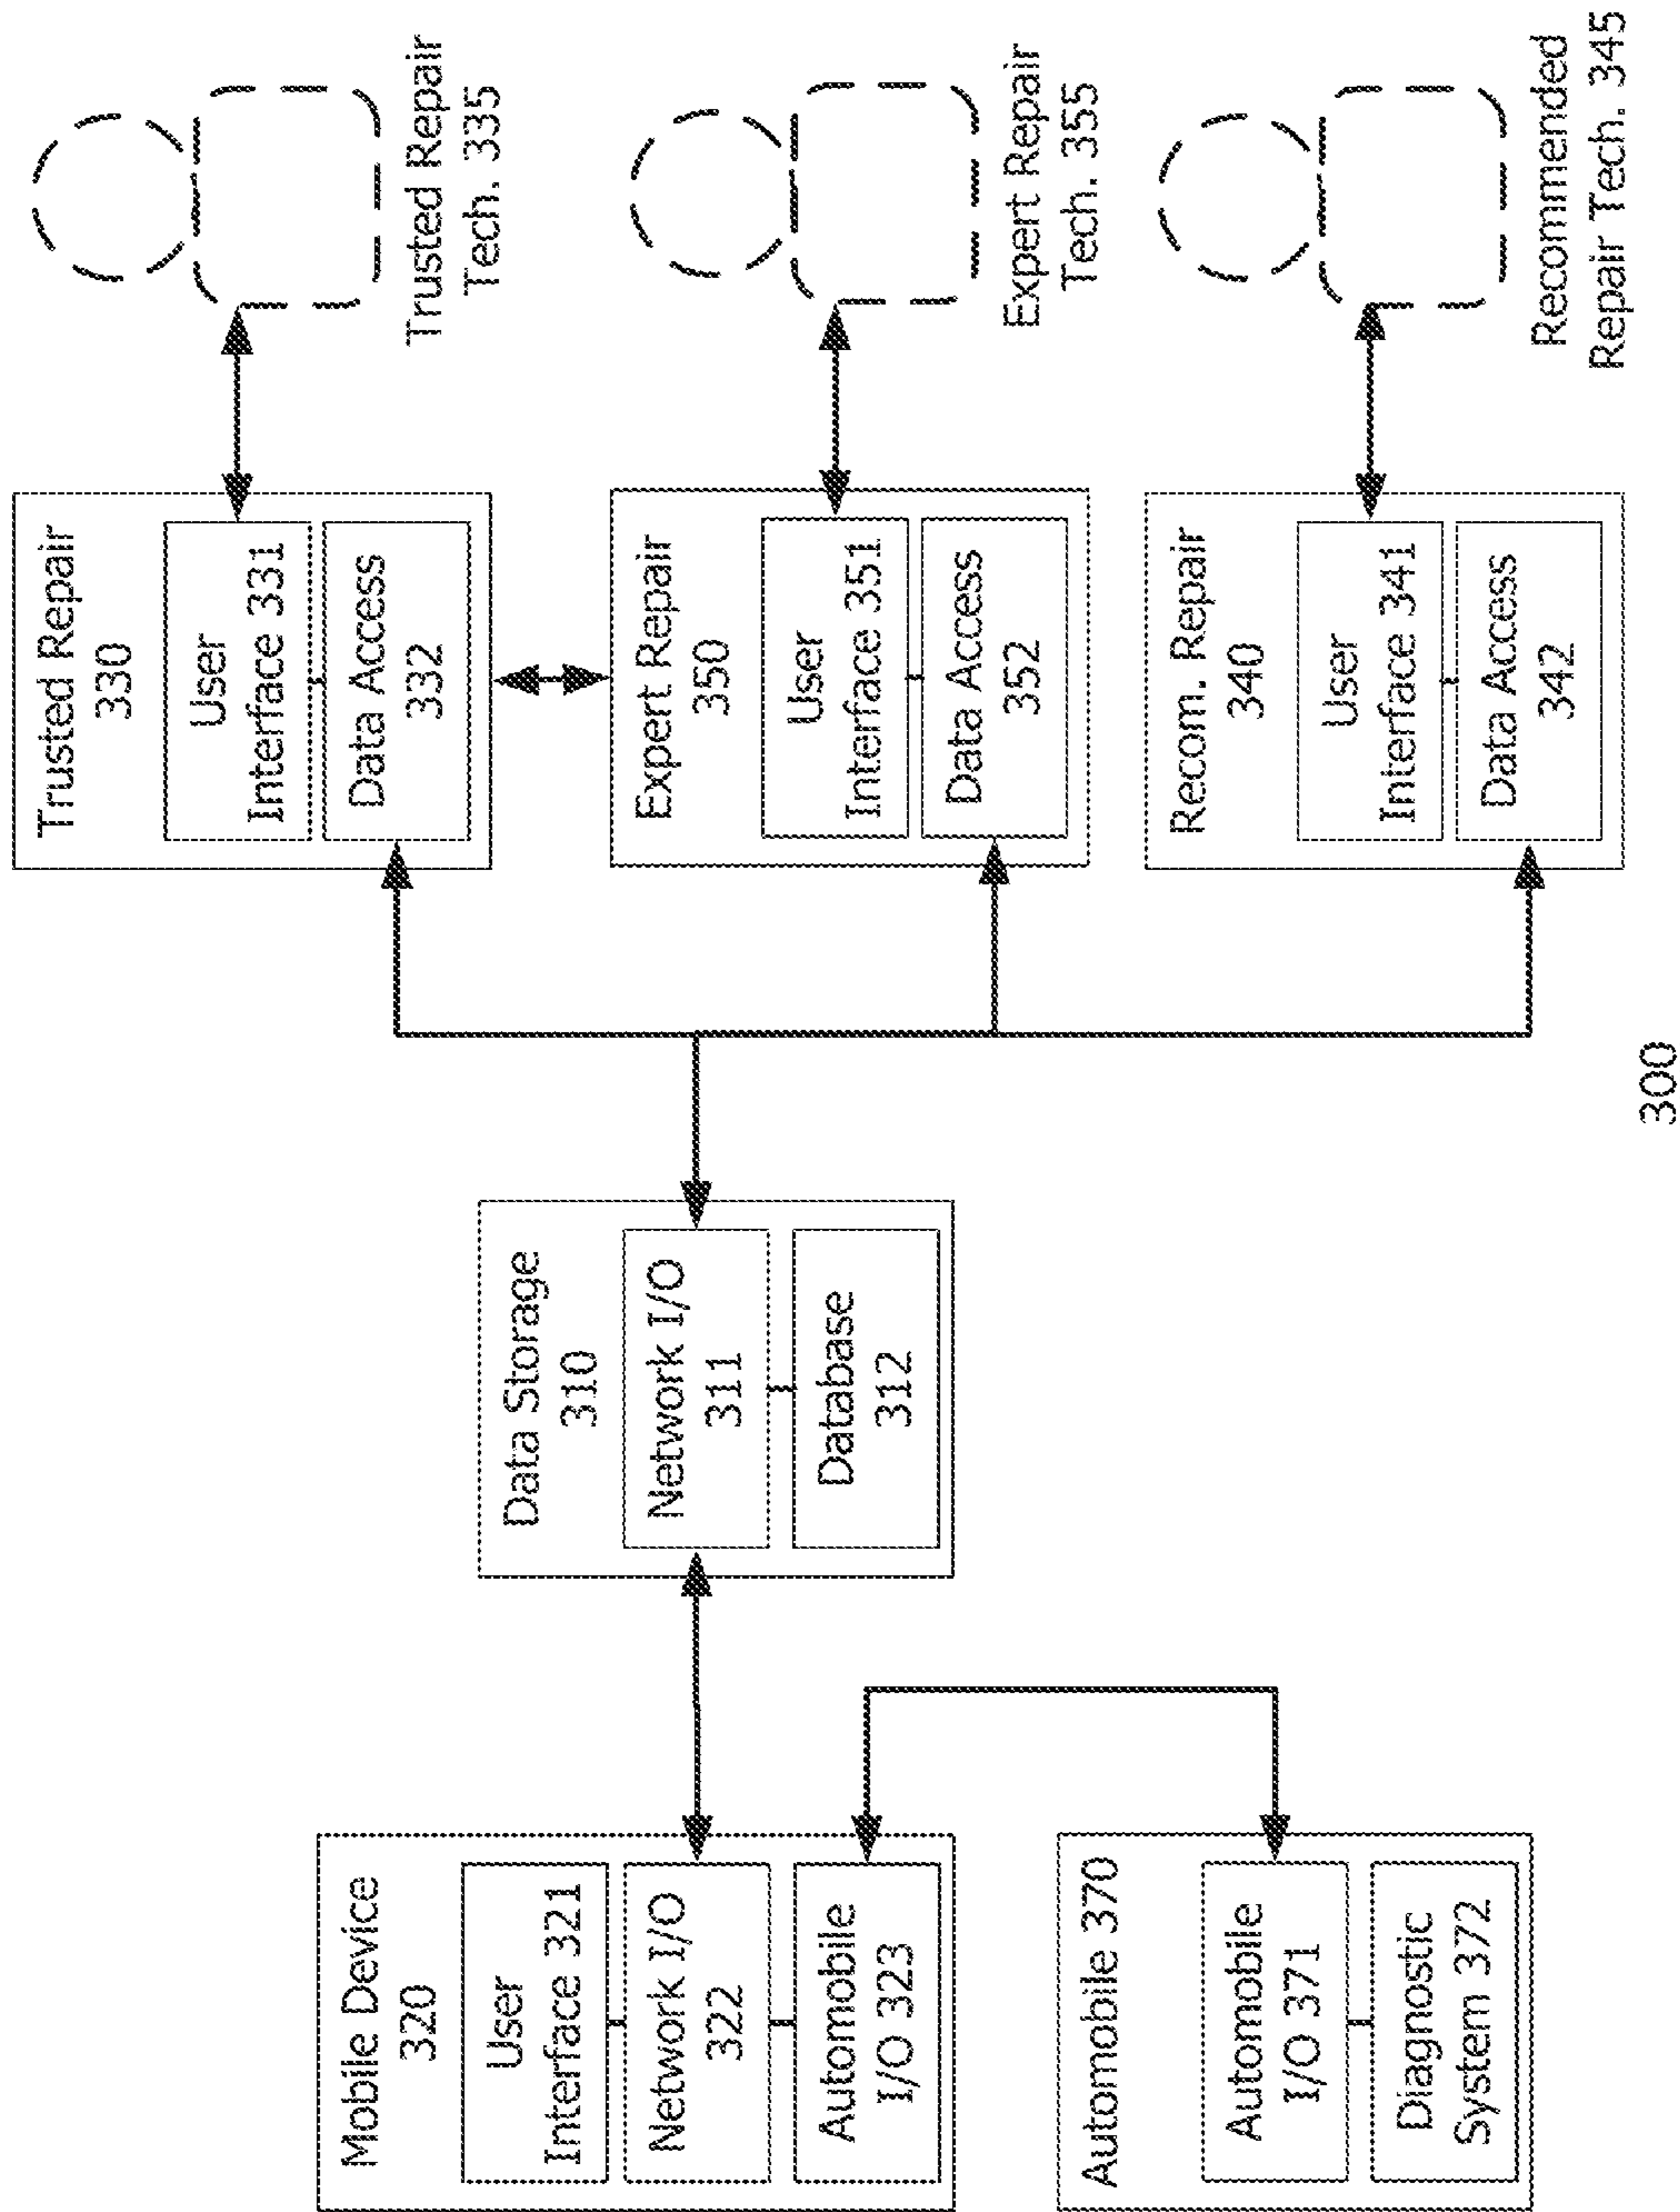 Mobile Device
320
User
Interface 321
Network I/O
322
Automobile
I/O 323
Automobile 370
Automobile
I/O 371
Diagnostic
System 372
Data Storage
310
Network I/O
311
Database
312
Trusted Repair
330
User
Interface 331
Data Access
332
Expert Repair
350
User
Interface 351
Data Access
352
Recom. Repair
340
User
Interface 341
Data Access
342
Trusted Repair
Tech. 335
Expert Repair
Tech. 355
Recommended
Repair Tech. 345
300